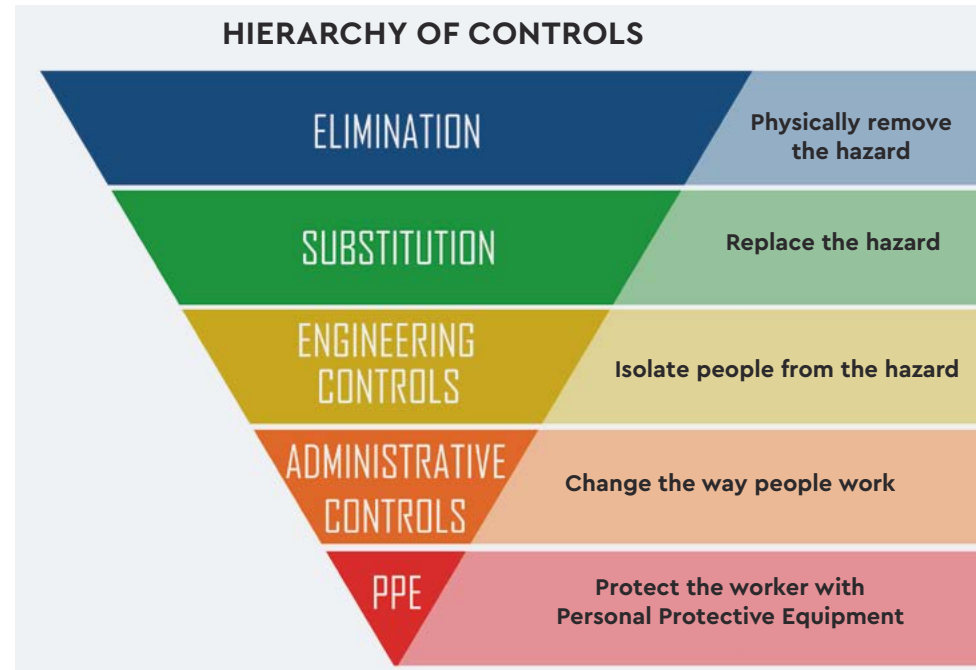 HIERARCHY OF CONTROLS
ELIMINATION
Physically remove
the hazard
SUBSTITUTION
Replace the hazard
ENGINEERING
CONTROLS
Isolate people from the hazard
ADMINISTRATIVE
CONTROLS
Change the way people work
PPE
Protect the worker with
Personal Protective Equipment